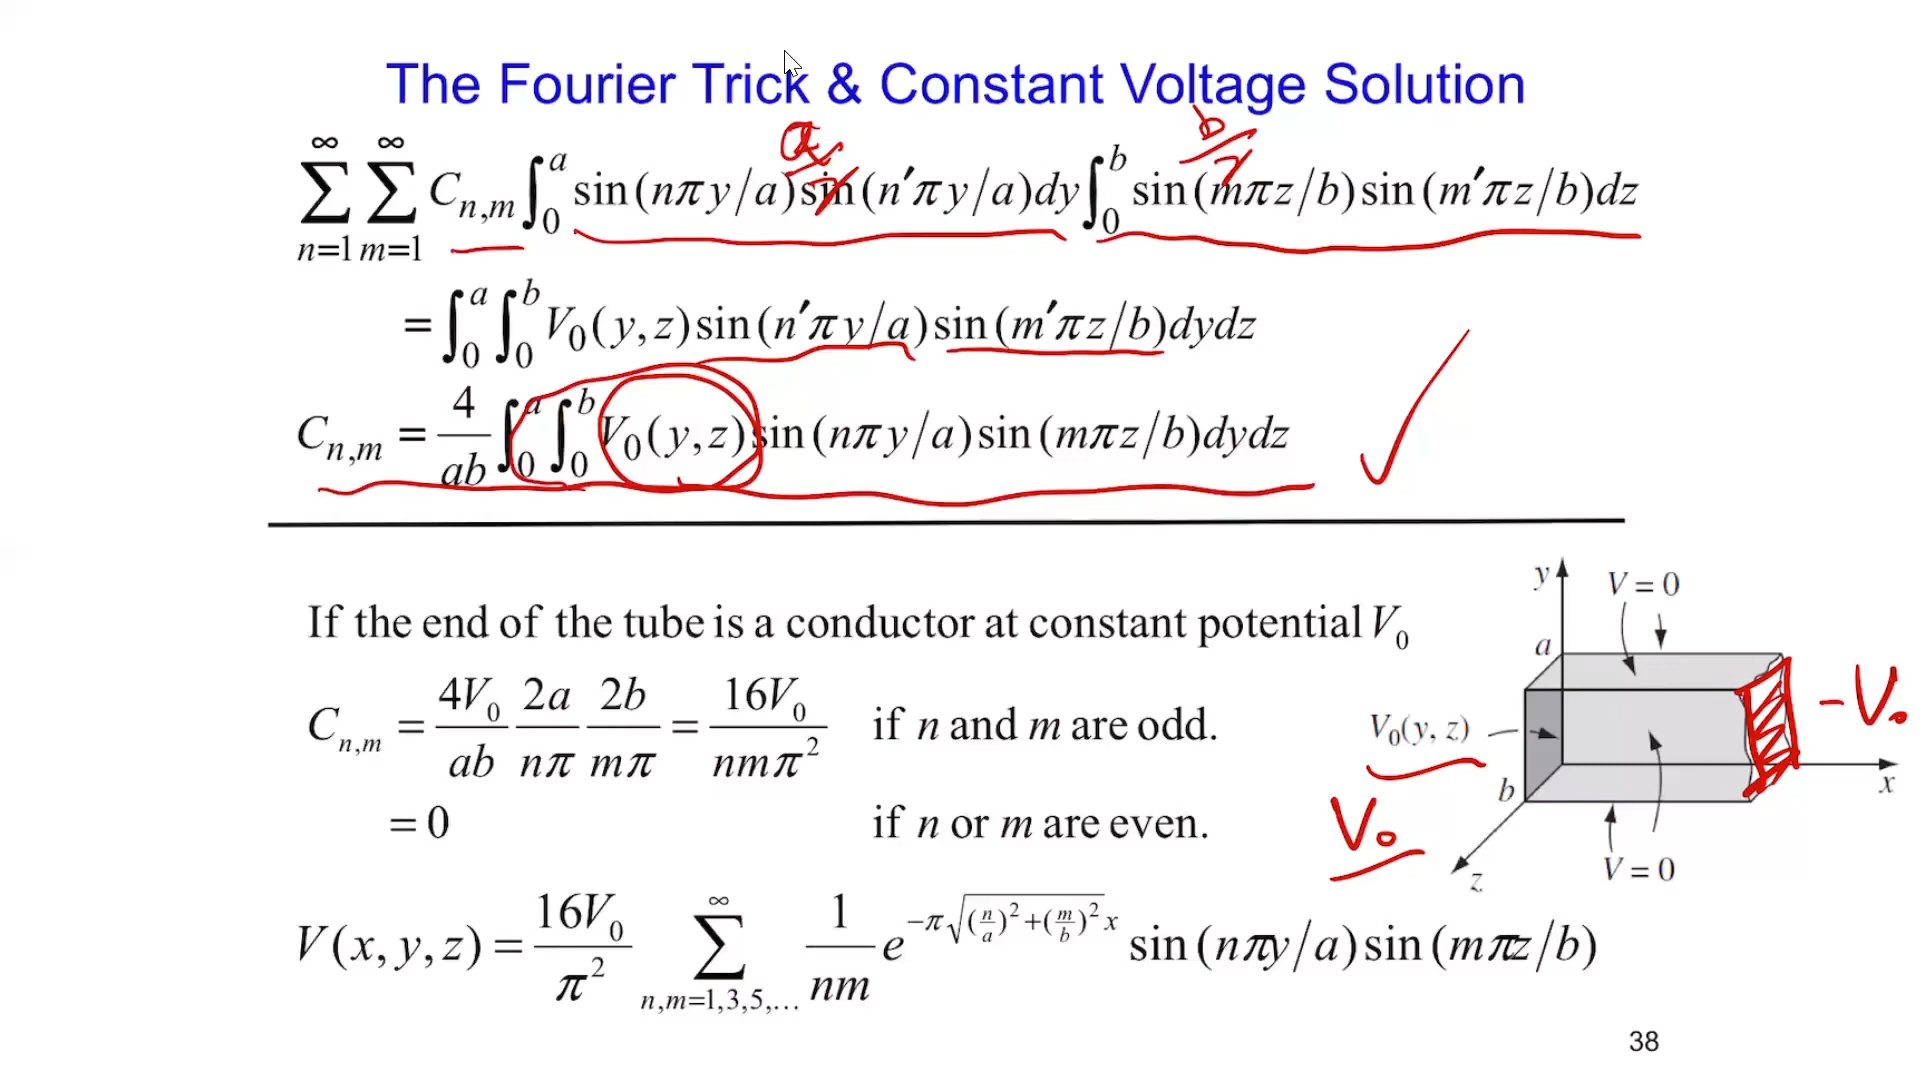 The Fourier Trick & Constant Voltage Solution
a/2 b/2
∑_{n=1}^{∞} ∑_{m=1}^{∞} C_{n,m} ∫_0^a sin(nπy/a)sin(n′πy/a)dy ∫_0^b sin(mπz/b)sin(m′πz/b)dz
= ∫_0^a ∫_0^b V_0(y,z)sin(n′πy/a)sin(m′πz/b)dydz
C_{n,m} = 4/ab ∫_0^a ∫_0^b V_0(y,z)sin(nπy/a)sin(mπz/b)dydz
If the end of the tube is a conductor at constant potential V_0
C_{n,m} = 4V_0/ab 2a/nπ 2b/mπ = 16V_0/nmπ^2 if n and m are odd.
= 0 if n or m are even.
V(x,y,z) = 16V_0/π^2 ∑_{n,m=1,3,5,…}^{∞} 1/nm e^{−π√((n/a)^2+(m/b)^2) x} sin(nπy/a)sin(mπz/b)
y
V = 0
a
−V_0
V_0(y, z)
x
b
V_0
z
V = 0
38